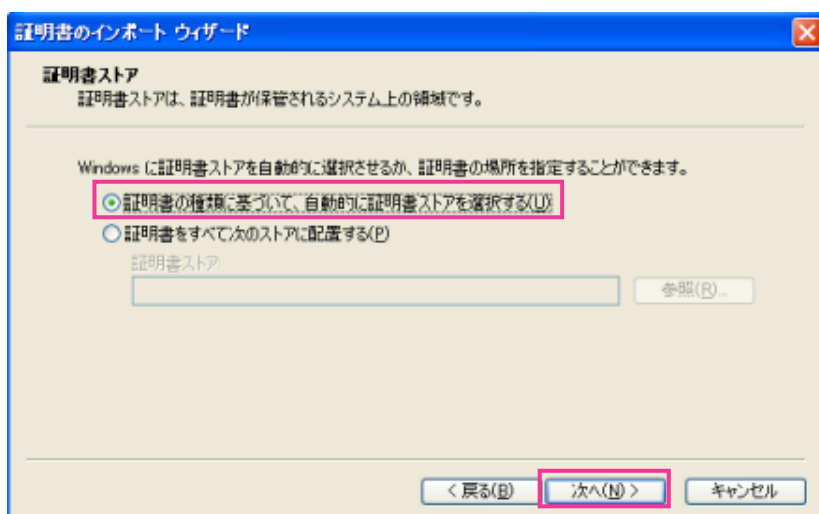 証明書のインポート ウィザード
証明書ストア
証明書ストアは、証明書が保管されるシステム上の領域です。
Windows に証明書ストアを自動的に選択させるか、証明書の場所を指定することができます。
証明書の種類に基づいて、自動的に証明書ストアを選択する(U)
証明書をすべて次のストアに配置する(P)
証明書ストア:
参照(R)...
< 戻る(B)
次へ(N) >
キャンセル